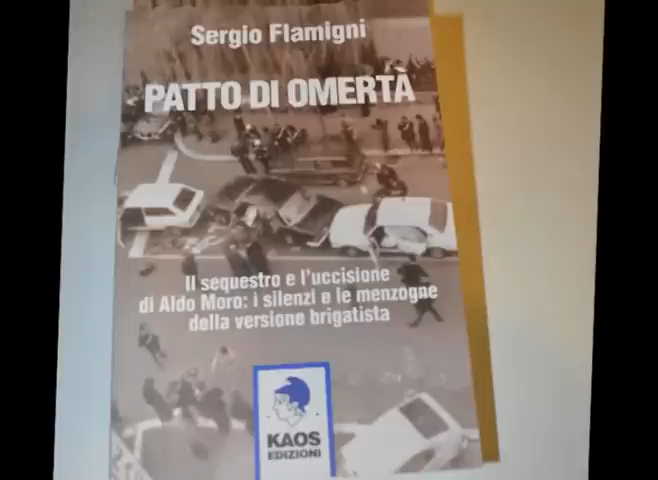 Sergio Flamigni
PATTO DI OMERTÀ
Il sequestro e l'uccisione
di Aldo Moro: i silenzi e le menzogne
della versione brigatista
KAOS
EDIZIONI